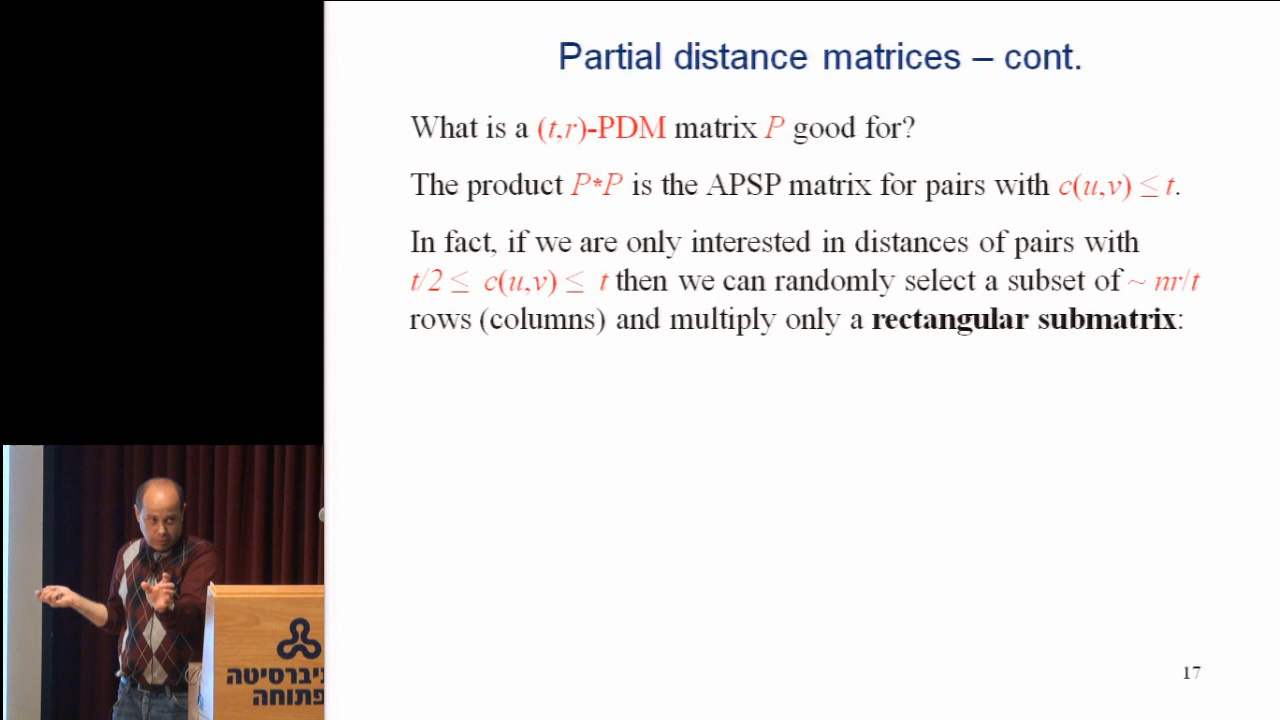 Partial distance matrices – cont.
What is a (t,r)-PDM matrix P good for?
The product P*P is the APSP matrix for pairs with c(u,v) ≤ t.
In fact, if we are only interested in distances of pairs with
t/2 ≤ c(u,v) ≤ t then we can randomly select a subset of ~ nr/t
rows (columns) and multiply only a rectangular submatrix:
יברסיטה
פתוחה
17